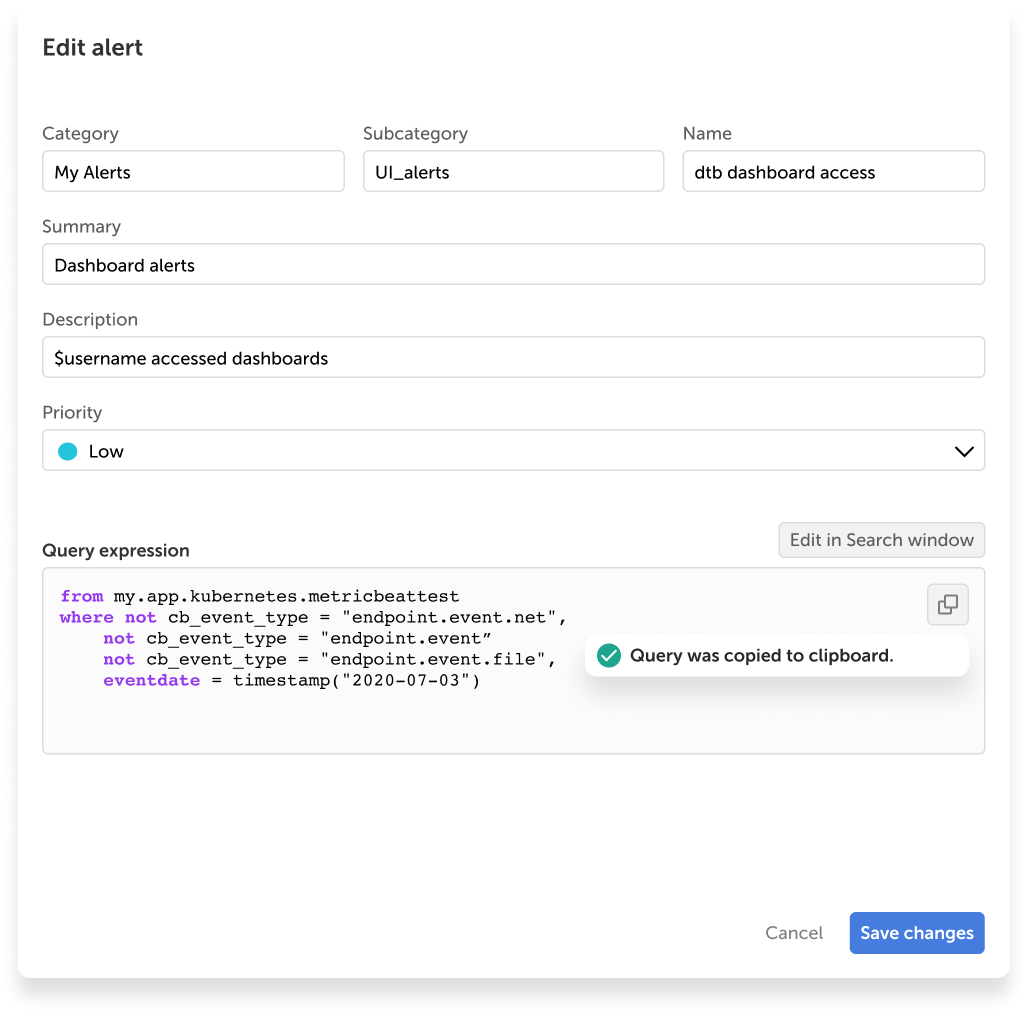 Edit alert
Category
Subcategory
Name
My Alerts
UI_alerts
dtb dashboard access
Summary
Dashboard alerts
Description
$username accessed dashboards
Priority
Low
Query expression
Edit in Search window
from my.app.kubernetes.metricbeattest
where not cb_event_type = "endpoint.event.net",
not cb_event_type = "endpoint.event”
not cb_event_type = "endpoint.event.file",
eventdate = timestamp("2020-07-03")
Query was copied to clipboard.
Cancel
Save changes